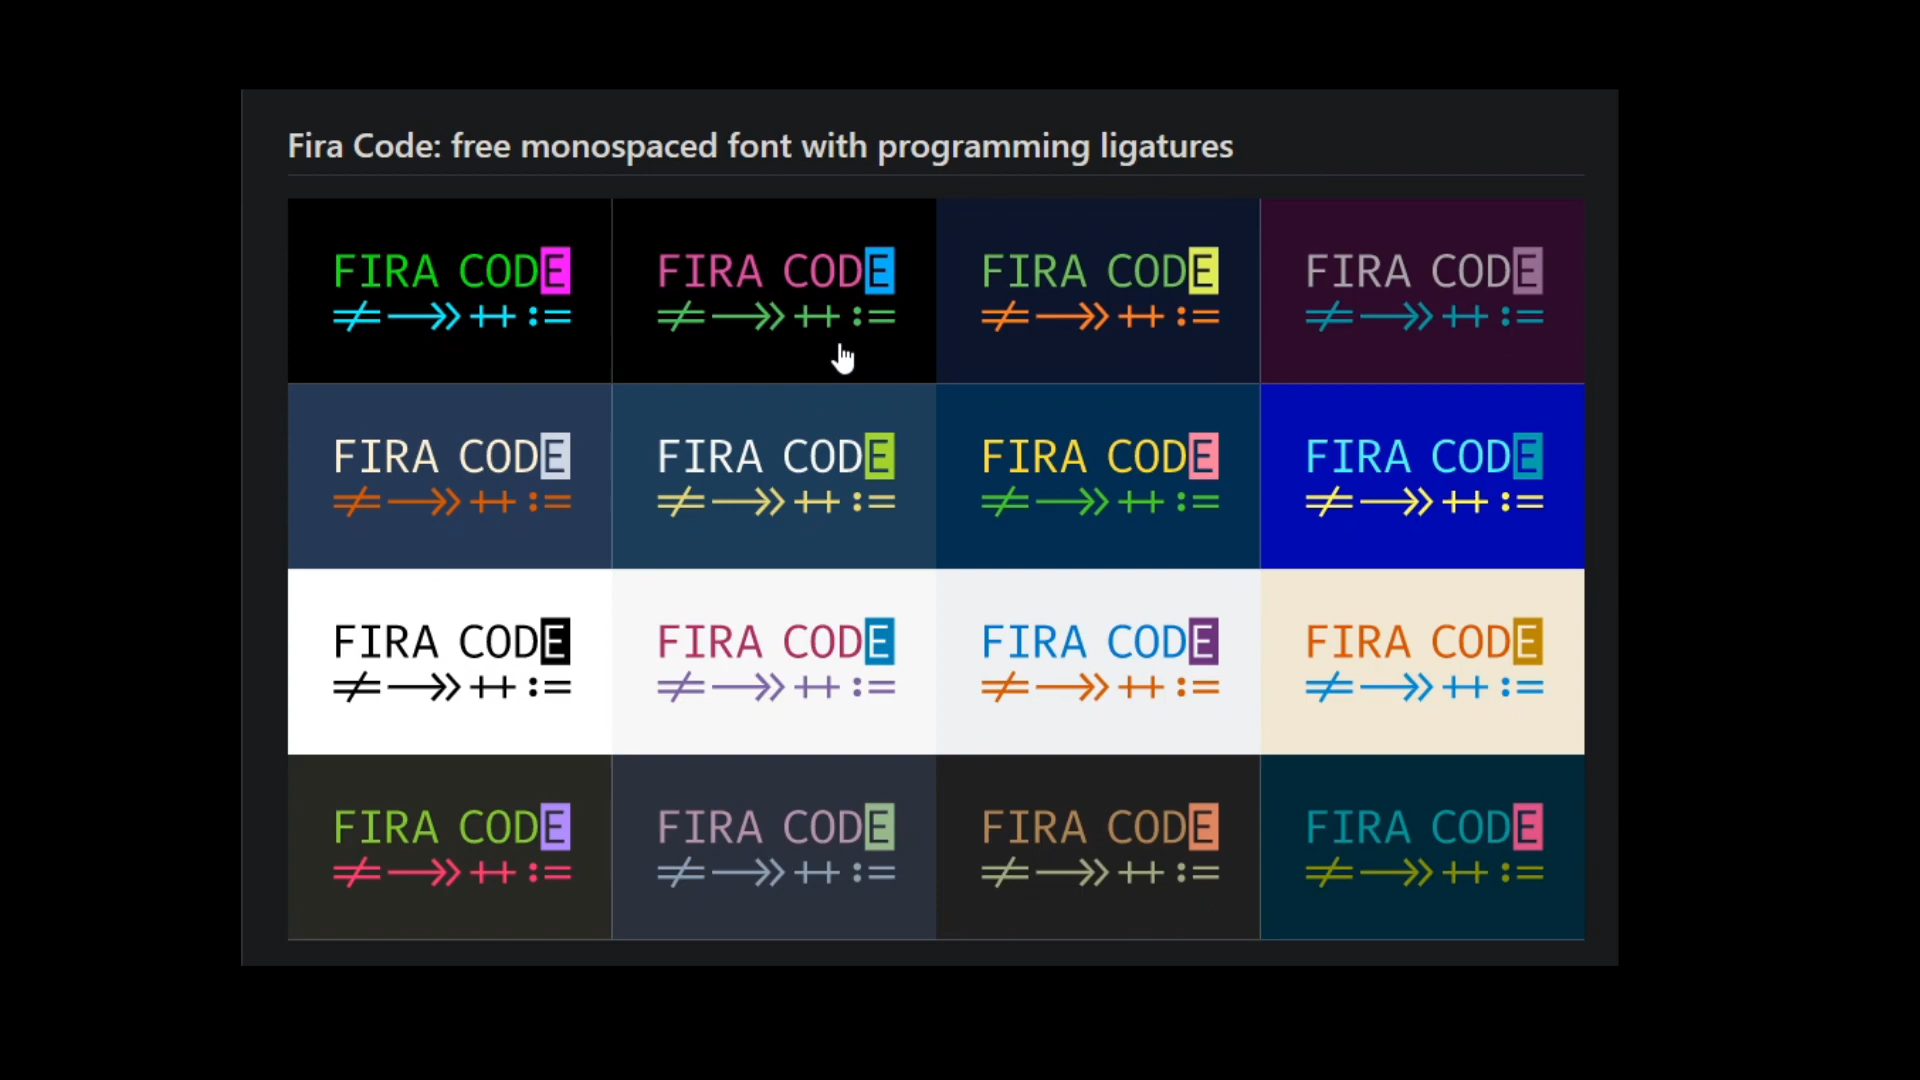 Fira Code: free monospaced font with programming ligatures
FIRA CODE FIRA CODE FIRA CODE FIRA CODE
≠ ->> ++ := ≠ ->> ++ := ≠ ->> ++ := ≠ ->> ++ :=
FIRA CODE FIRA CODE FIRA CODE FIRA CODE
≠ ->> ++ := ≠ ->> ++ := ≠ ->> ++ := ≠ ->> ++ :=
FIRA CODE FIRA CODE FIRA CODE FIRA CODE
≠ ->> ++ := ≠ ->> ++ := ≠ ->> ++ := ≠ ->> ++ :=
FIRA CODE FIRA CODE FIRA CODE FIRA CODE
≠ ->> ++ := ≠ ->> ++ := ≠ ->> ++ := ≠ ->> ++ :=